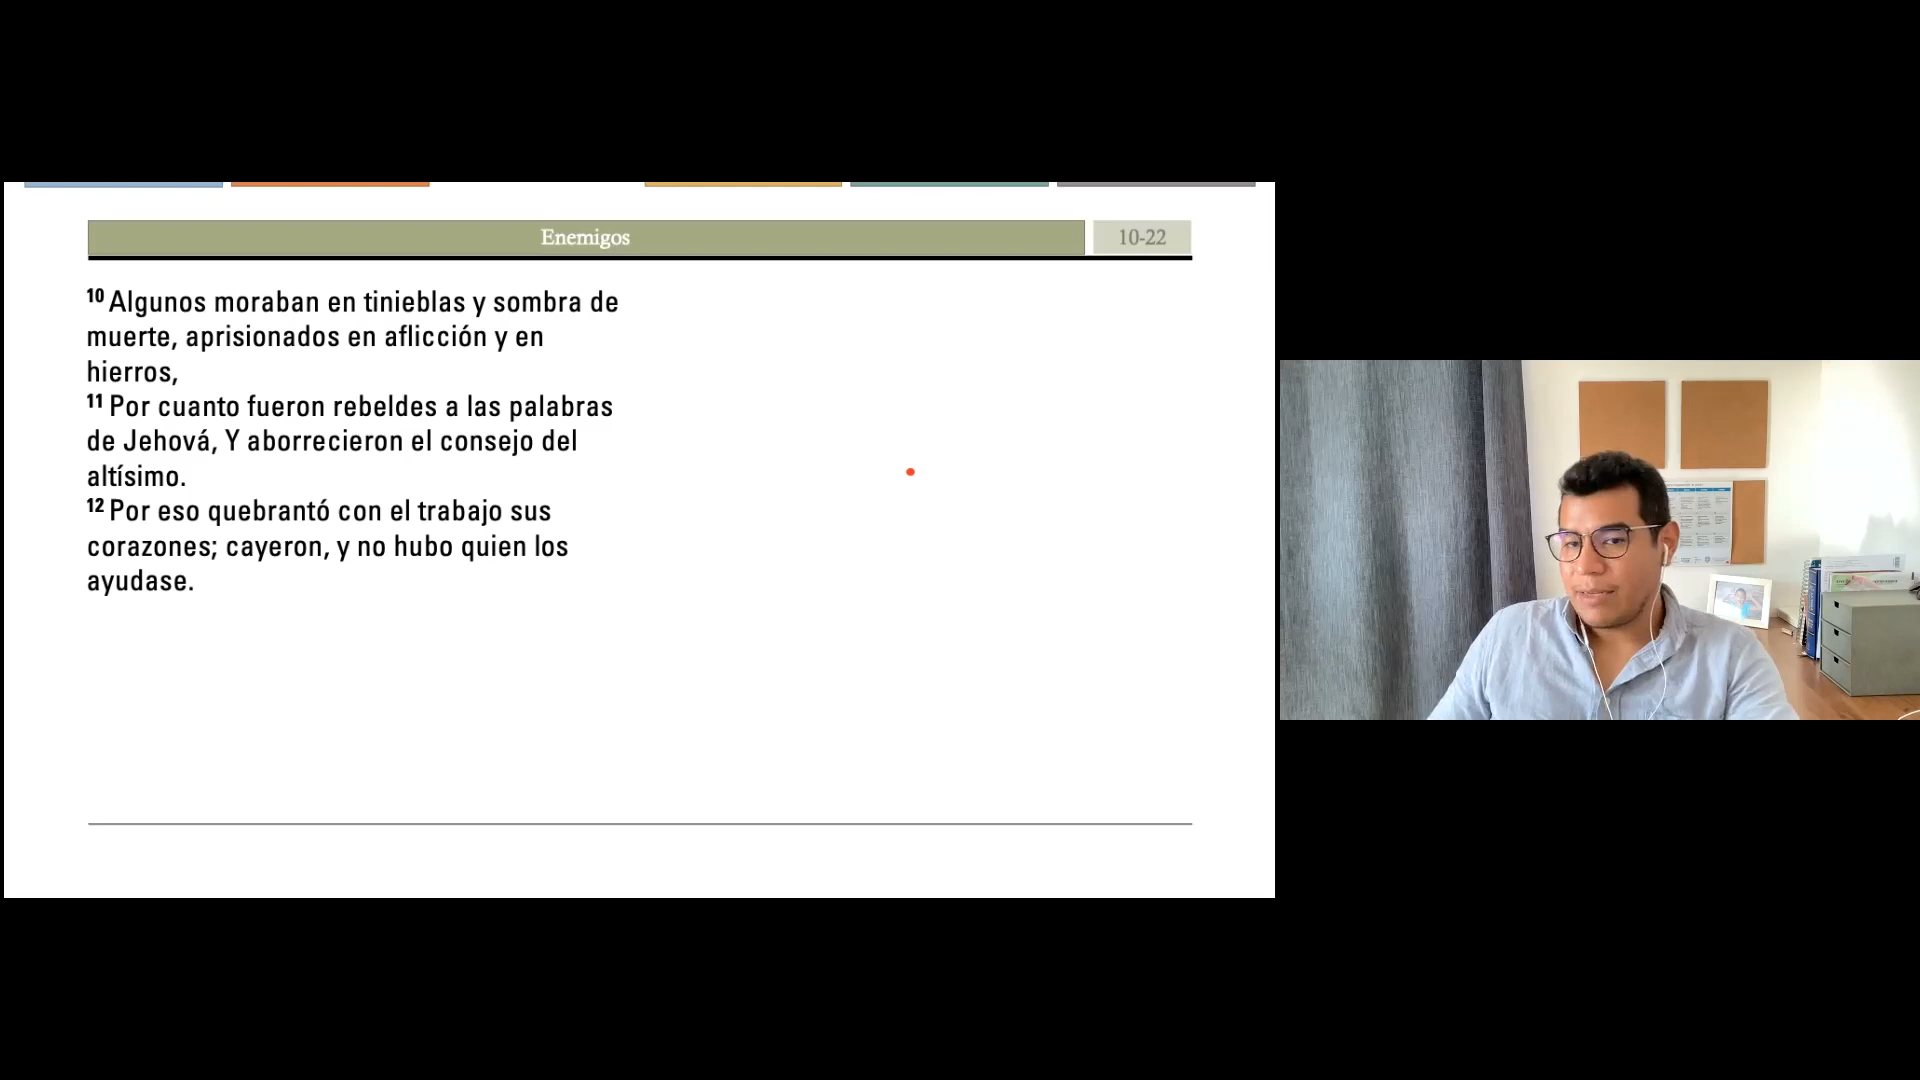 Enemigos
10-22
10 Algunos moraban en tinieblas y sombra de
muerte, aprisionados en aflicción y en
hierros,
11 Por cuanto fueron rebeldes a las palabras
de Jehová, Y aborrecieron el consejo del
altísimo.
12 Por eso quebrantó con el trabajo sus
corazones; cayeron, y no hubo quien los
ayudase.